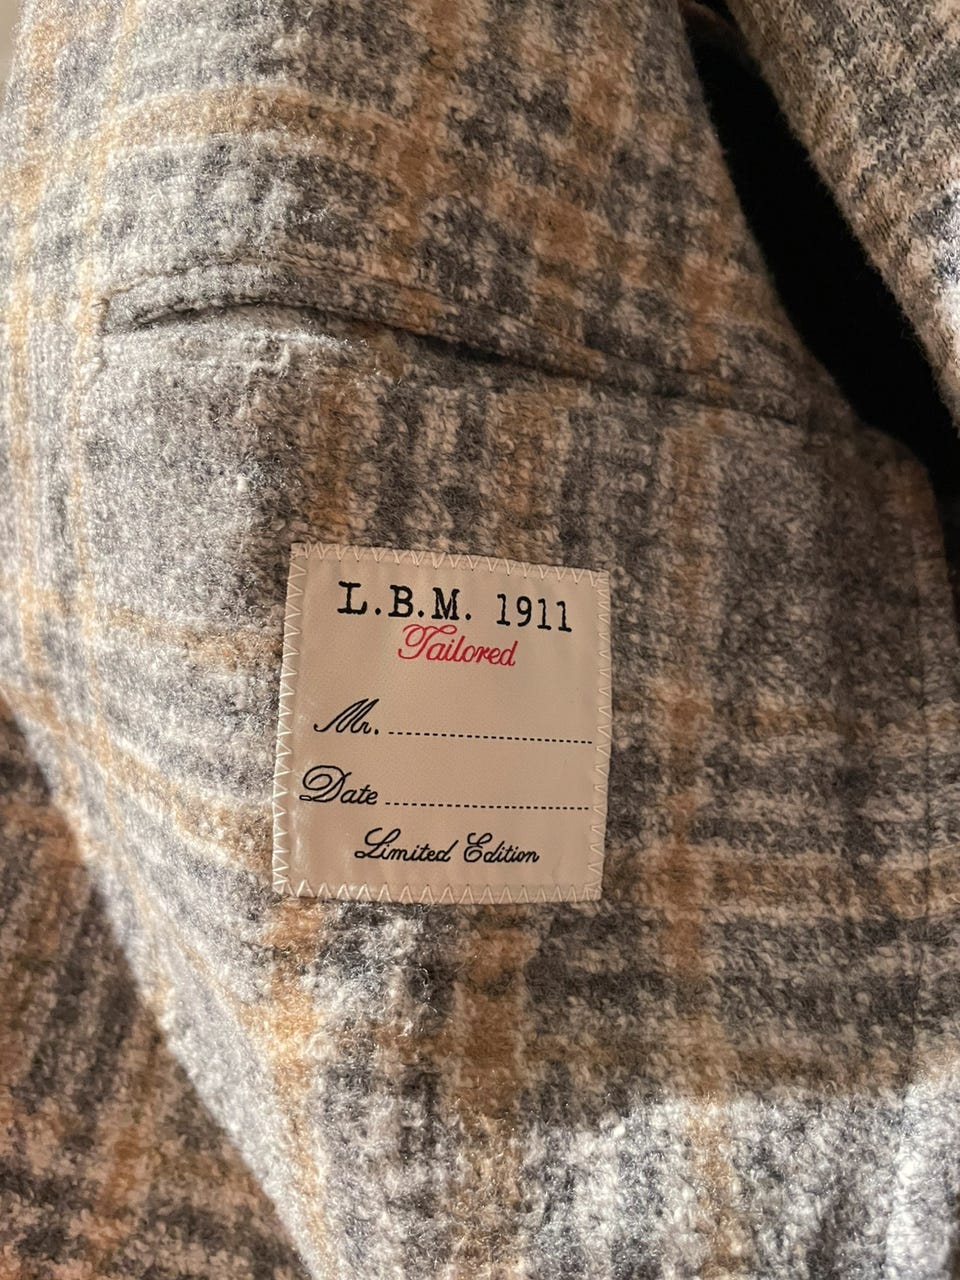 L.B.M. 1911
Tailored
Mr.
Date
Limited Edition